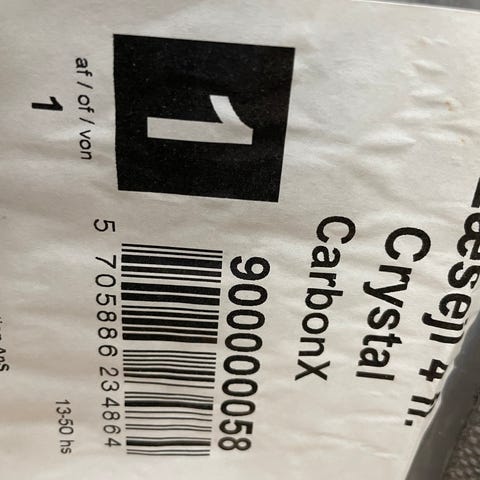 Crystal
CarbonX
900000058
5 705886 234864
1
af / of / von
1
13-50 hs